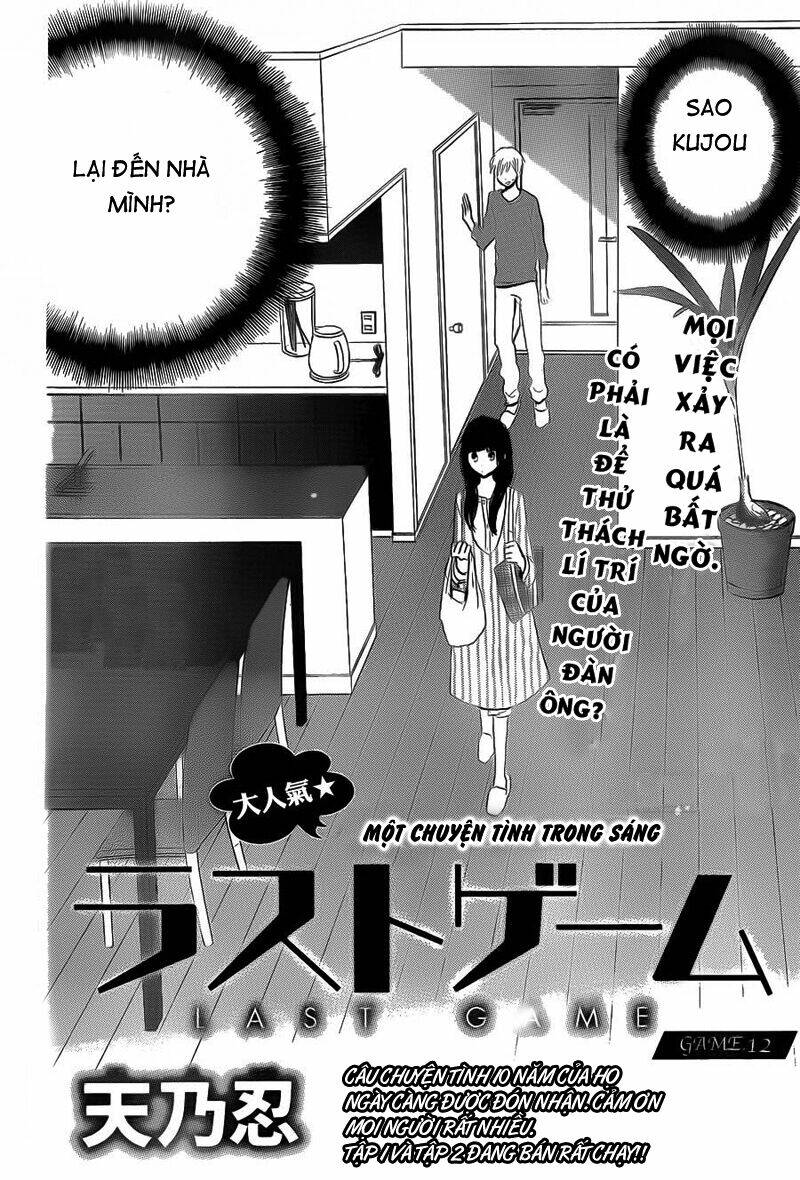 SAO
KUJOU
LẠI ĐẾN NHÀ
MÌNH?
MỌI
VIỆC
XẢY
RA
QUÁ
BẤT
NGỜ.
CÓ
PHẢI
LÀ
ĐỂ
THỬ
THÁCH
LÍ TRÍ
CỦA
NGƯỜI
ĐÀN
ÔNG?
大人氣★
MỘT CHUYỆN TÌNH TRONG SÁNG
ラストゲーム
LAST GAME
GAME.12
天乃忍
CÂU CHUYỆN TÌNH 10 NĂM CỦA HỌ
NGÀY CÀNG ĐƯỢC ĐÓN NHẬN. CẢM ƠN
MỌI NGƯỜI RẤT NHIỀU.
TẬP 1 VÀ TẬP 2 ĐANG BÁN RẤT CHẠY!!